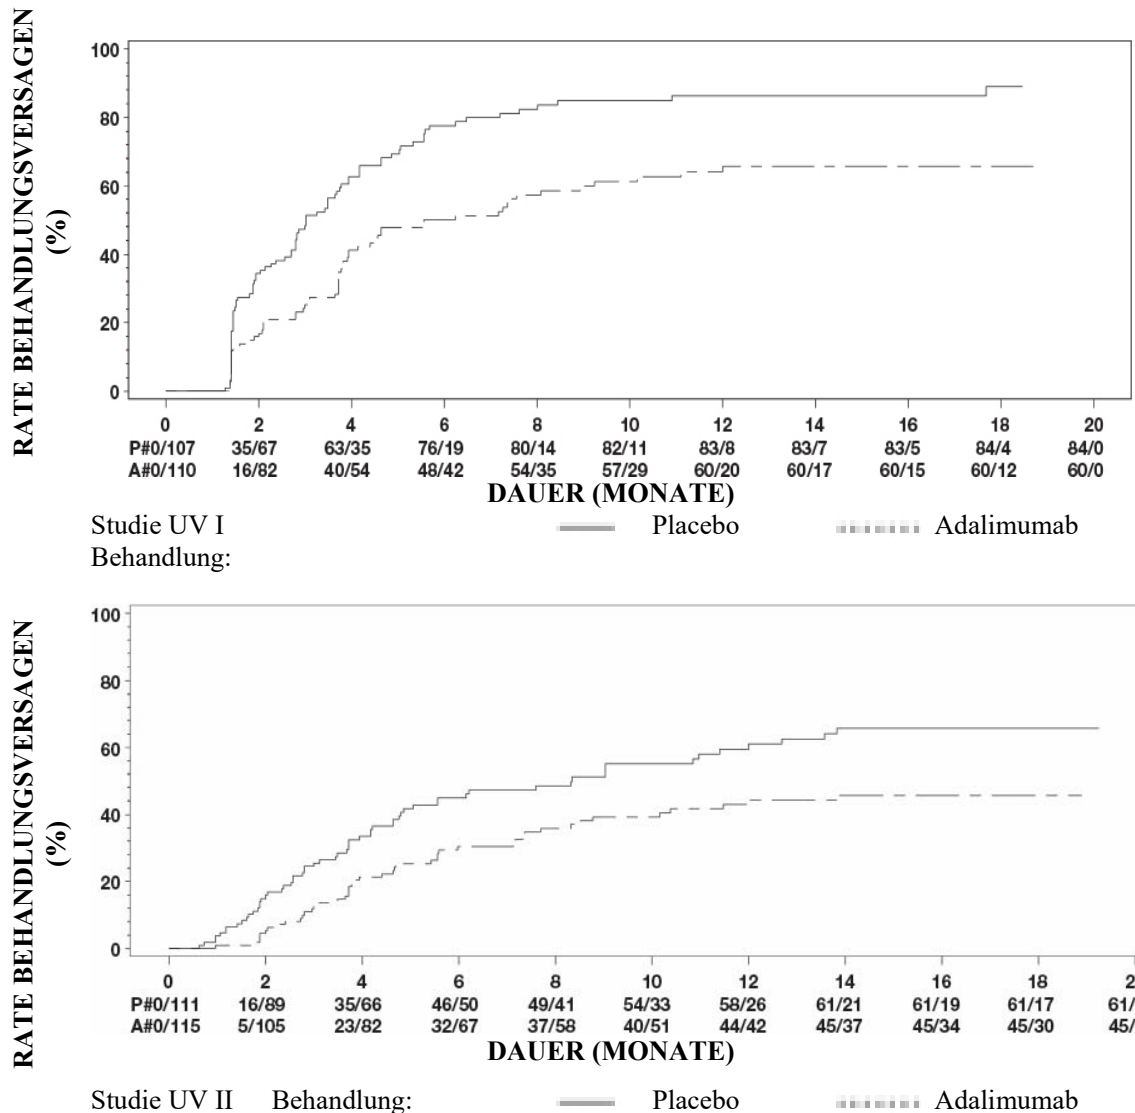 RATE BEHANDLUNGSVERSAGEN
(%)
100
80
60
40
20
0
0 2 4 6 8 10 12 14 16 18 20
P#0/107 35/67 63/35 76/19 80/14 82/11 83/8 83/7 83/5 84/4 84/0
A#0/110 16/82 40/54 48/42 54/35 57/29 60/20 60/17 60/15 60/12 60/0
DAUER (MONATE)
Studie UV I Placebo Adalimumab
Behandlung:
RATE BEHANDLUNGSVERSAGEN
(%)
100
80
60
40
20
0
0 2 4 6 8 10 12 14 16 18 2
P#0/111 16/89 35/66 46/50 49/41 54/33 58/26 61/21 61/19 61/17 61/
A#0/115 5/105 23/82 32/67 37/58 40/51 44/42 45/37 45/34 45/30 45/
DAUER (MONATE)
Studie UV II Behandlung: Placebo Adalimumab